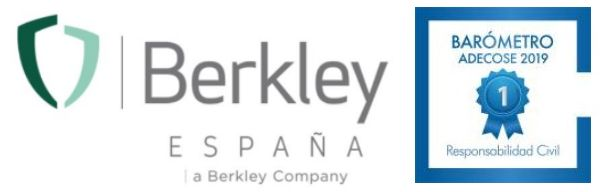 Berkley
ESPAÑA
a Berkley Company
BARÓMETRO
ADECOSE 2019
1
Responsabilidad Civil